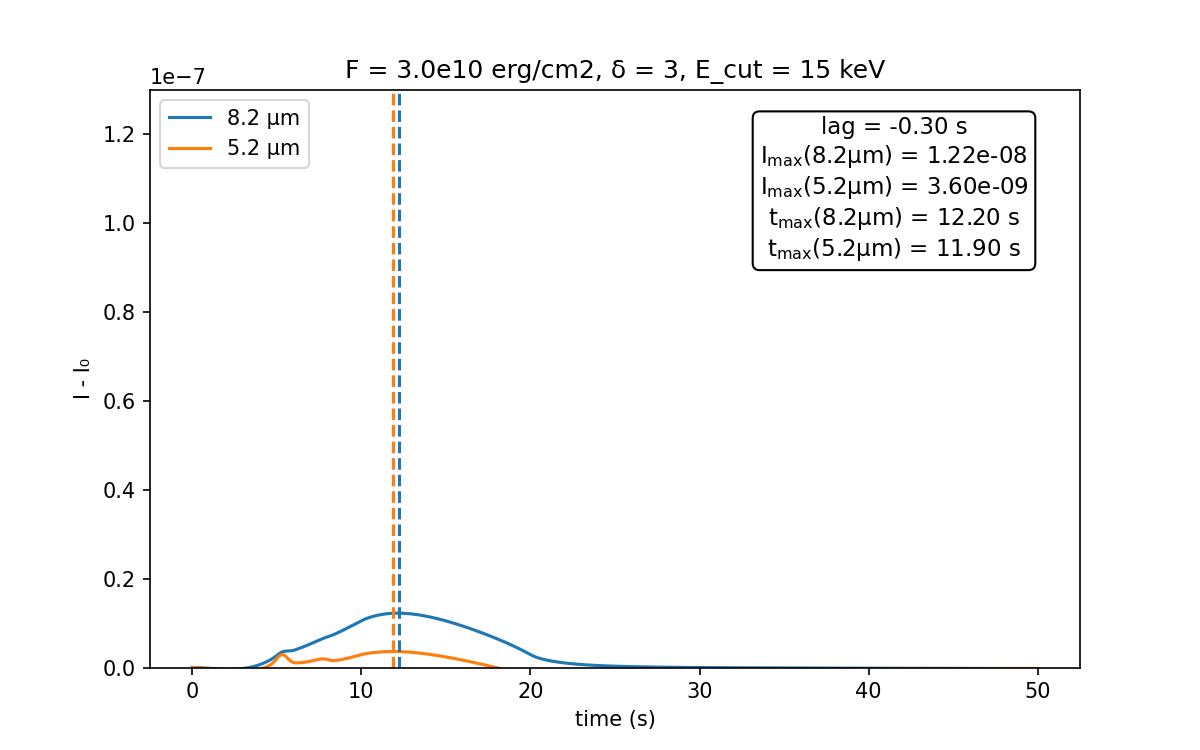 F = 3.0e10 erg/cm2, δ = 3, E_cut = 15 keV
1e−7
8.2 μm
5.2 μm
lag = -0.30 s
Imax(8.2μm) = 1.22e-08
Imax(5.2μm) = 3.60e-09
tmax(8.2μm) = 12.20 s
tmax(5.2μm) = 11.90 s
1.2
1.0
0.8
0.6
0.4
0.2
0.0
I - I₀
0 10 20 30 40 50
time (s)